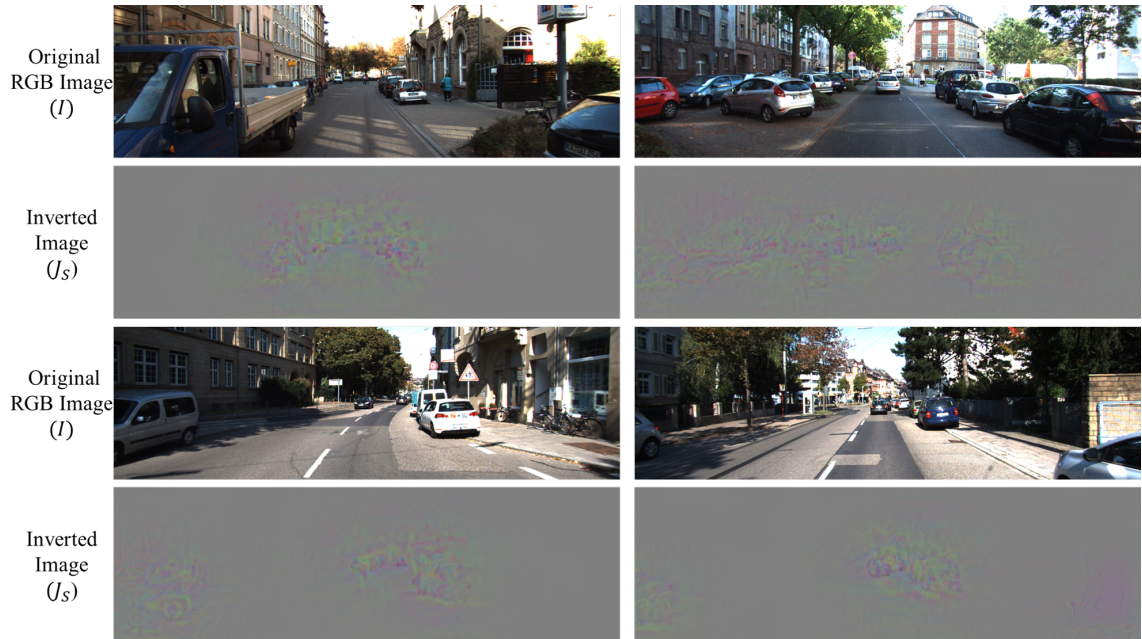 Original
RGB Image
(I)
Inverted
Image
(J_S)
Original
RGB Image
(I)
Inverted
Image
(J_S)